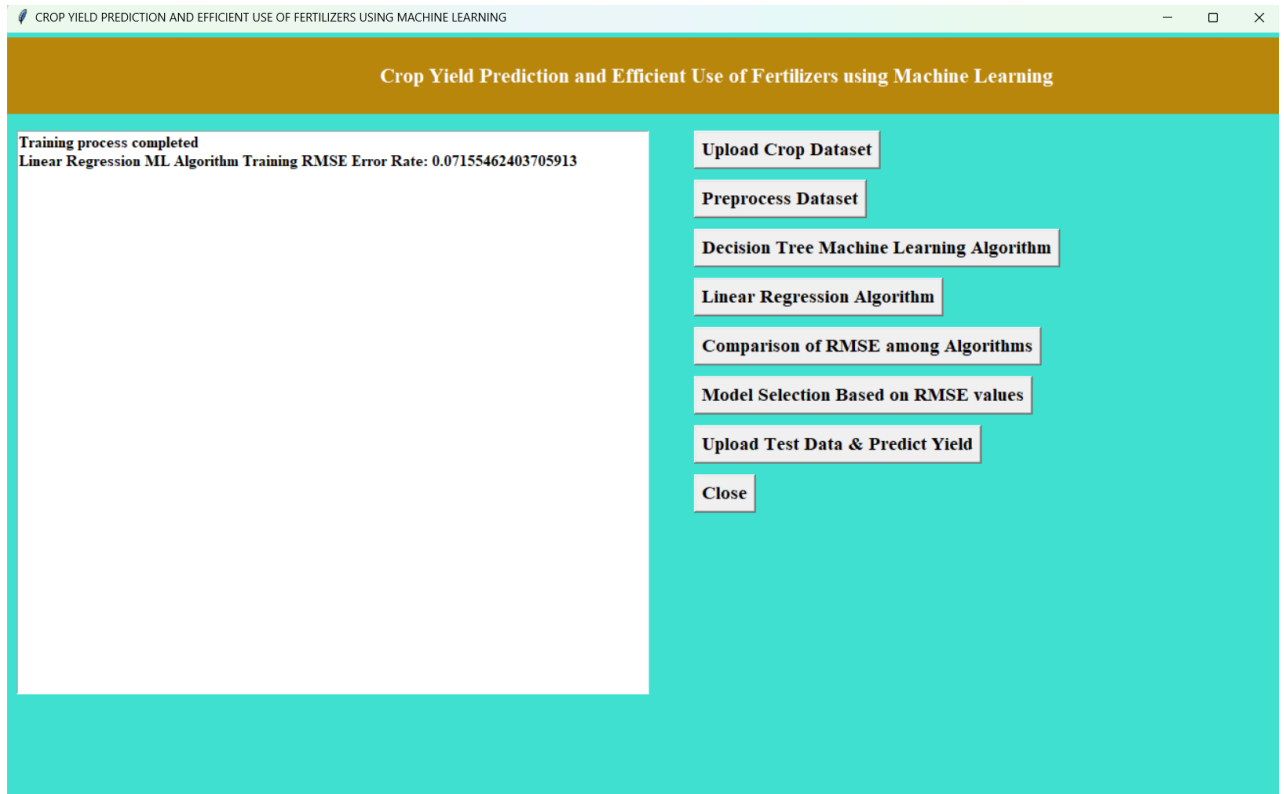 CROP YIELD PREDICTION AND EFFICIENT USE OF FERTILIZERS USING MACHINE LEARNING
Crop Yield Prediction and Efficient Use of Fertilizers using Machine Learning
Training process completed
Linear Regression ML Algorithm Training RMSE Error Rate: 0.07155462403705913
Upload Crop Dataset
Preprocess Dataset
Decision Tree Machine Learning Algorithm
Linear Regression Algorithm
Comparison of RMSE among Algorithms
Model Selection Based on RMSE values
Upload Test Data & Predict Yield
Close